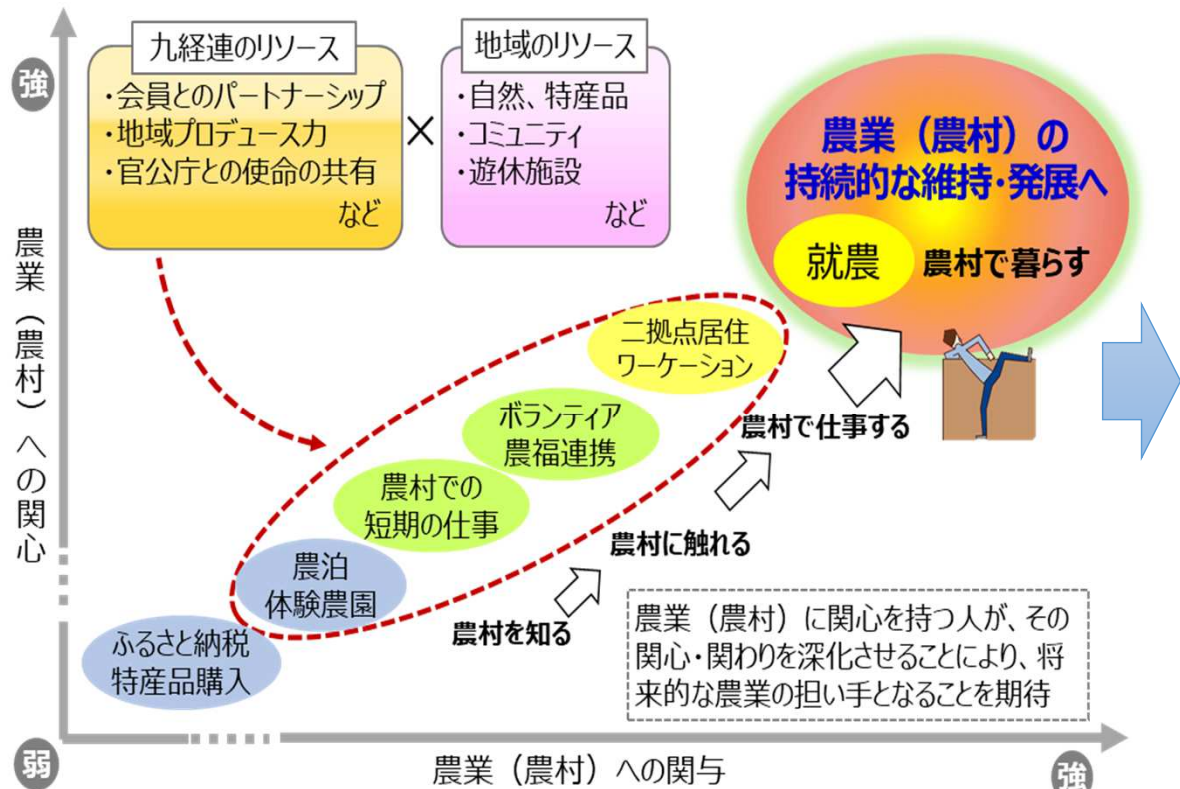 強
九経連のリソース
・会員とのパートナーシップ
・地域プロデュース力
・官公庁との使命の共有
など
×
地域のリソース
・自然、特産品
・コミュニティ
・遊休施設
など
農業（農村）の
持続的な維持・発展へ
就農
農村で暮らす
二拠点居住
ワーケーション
農村で仕事する
ボランティア
農福連携
農村での
短期の仕事
農村に触れる
農泊
体験農園
農村を知る
ふるさと納税
特産品購入
農業（農村）に関心を持つ人が、その
関心・関わりを深化させることにより、将
来的な農業の担い手となることを期待
農業（農村）への関心
弱
農業（農村）への関与
強